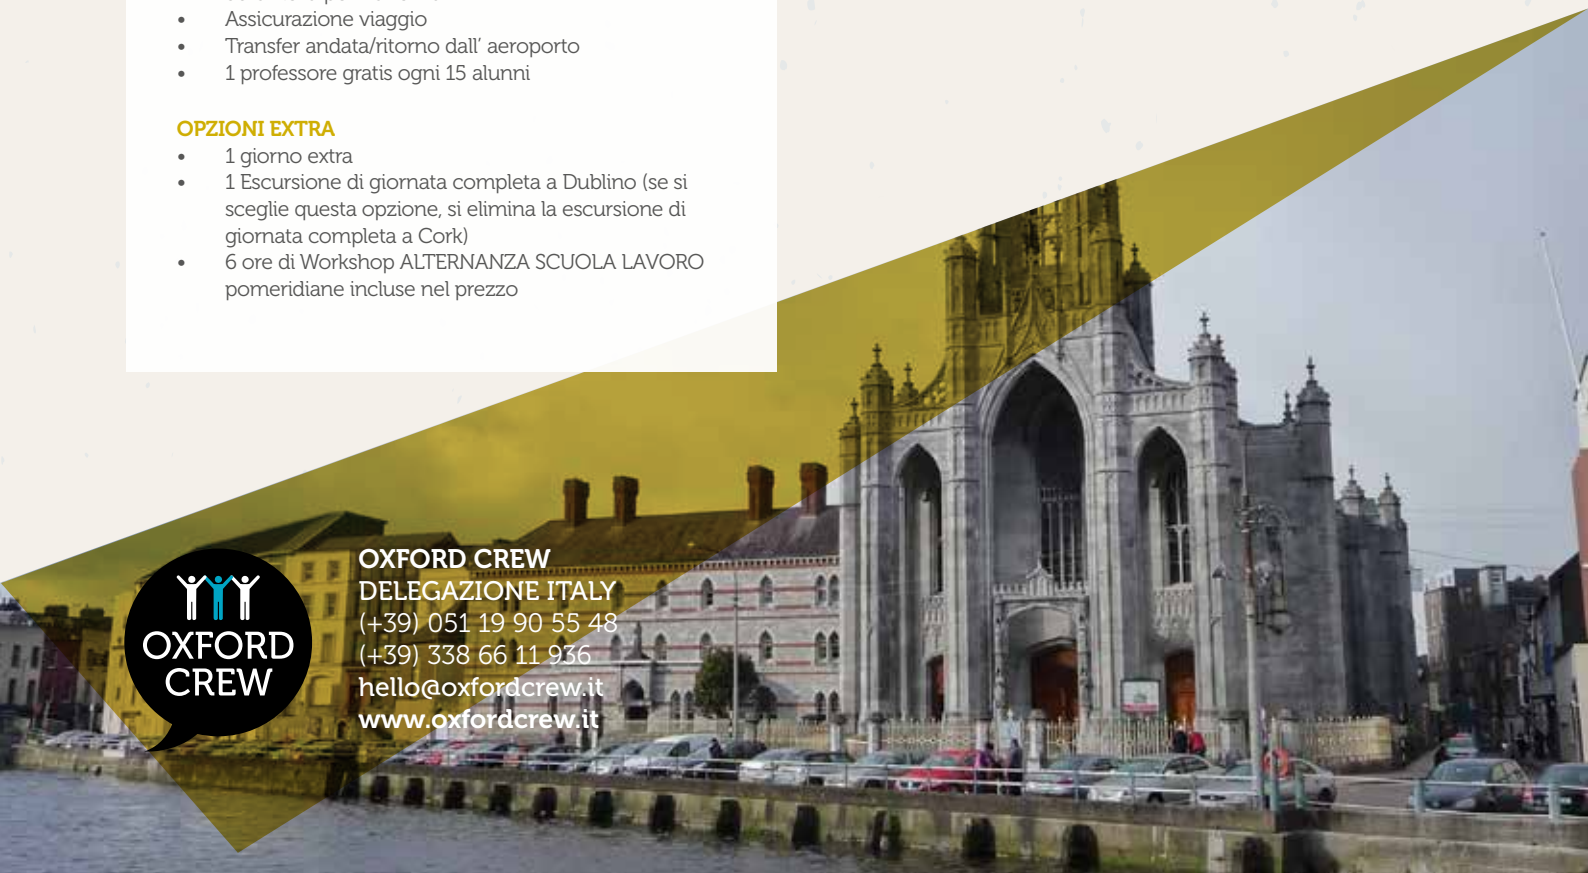 • Assicurazione viaggio
• Transfer andata/ritorno dall’ aeroporto
• 1 professore gratis ogni 15 alunni
OPZIONI EXTRA
• 1 giorno extra
• 1 Escursione di giornata completa a Dublino (se si
sceglie questa opzione, si elimina la escursione di
giornata completa a Cork)
• 6 ore di Workshop ALTERNANZA SCUOLA LAVORO
pomeridiane incluse nel prezzo
OXFORD
CREW
OXFORD CREW
DELEGAZIONE ITALY
(+39) 051 19 90 55 48
(+39) 338 66 11 936
hello@oxfordcrew.it
www.oxfordcrew.it